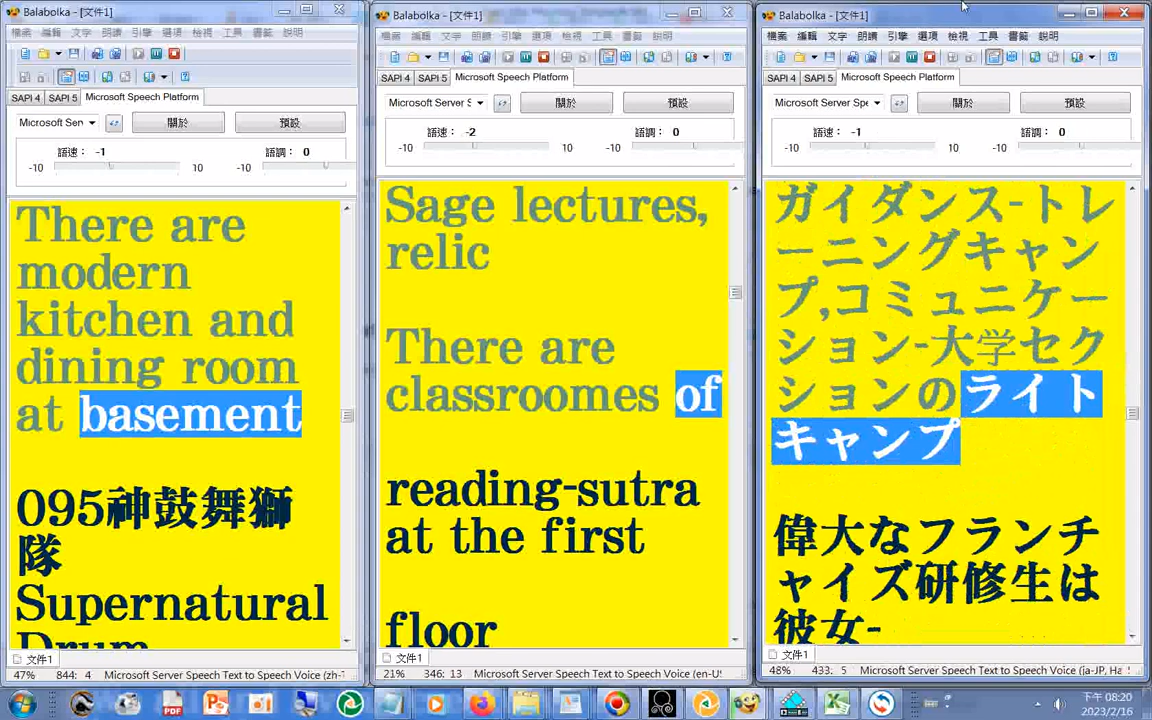 Balabolka - [文件1]
檔案 編輯 文字 朗讀 引擎 選項 檢視 工具 書籤 說明
SAPI 4 SAPI 5 Microsoft Speech Platform
Microsoft Ser 關於 預設
語速： -1 語調： 0
-10 10 -10
There are
modern
kitchen and
dining room
at basement
095神鼓舞獅
隊
Supernatural
Drum
文件1
47% 844: 4 Microsoft Server Speech Text to Speech Voice (zh-T
Balabolka - [文件1]
檔案 編輯 文字 朗讀 引擎 選項 檢視 工具 書籤 說明
SAPI 4 SAPI 5 Microsoft Speech Platform
Microsoft Server S 關於 預設
語速： -2 語調： 0
-10 10 -10
Sage lectures,
relic
There are
classroomes of
reading-sutra
at the first
floor
文件1
21% 346: 13 Microsoft Server Speech Text to Speech Voice (en-US
Balabolka - [文件1]
檔案 編輯 文字 朗讀 引擎 選項 檢視 工具 書籤 說明
SAPI 4 SAPI 5 Microsoft Speech Platform
Microsoft Server Spe 關於 預設
語速： -1 語調： 0
-10 10 -10
ガイダンス-トレ
ーニングキャン
プ,コミュニケー
ション-大学セク
ションのライト
キャンプ
偉大なフランチ
ャイズ研修生は
彼女-
文件1
48% 433: 5 Microsoft Server Speech Text to Speech Voice (ja-JP, Ha
下午 08:20
2023/2/16